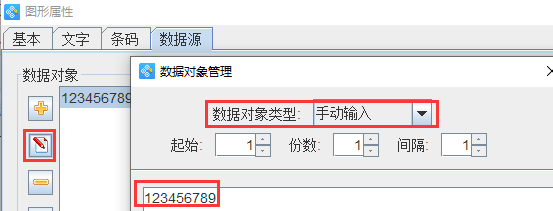 图形属性
基本 文字 条码 数据源
数据对象
123456789
数据对象管理
数据对象类型: 手动输入
起始: 1 份数: 1 间隔: 1
123456789